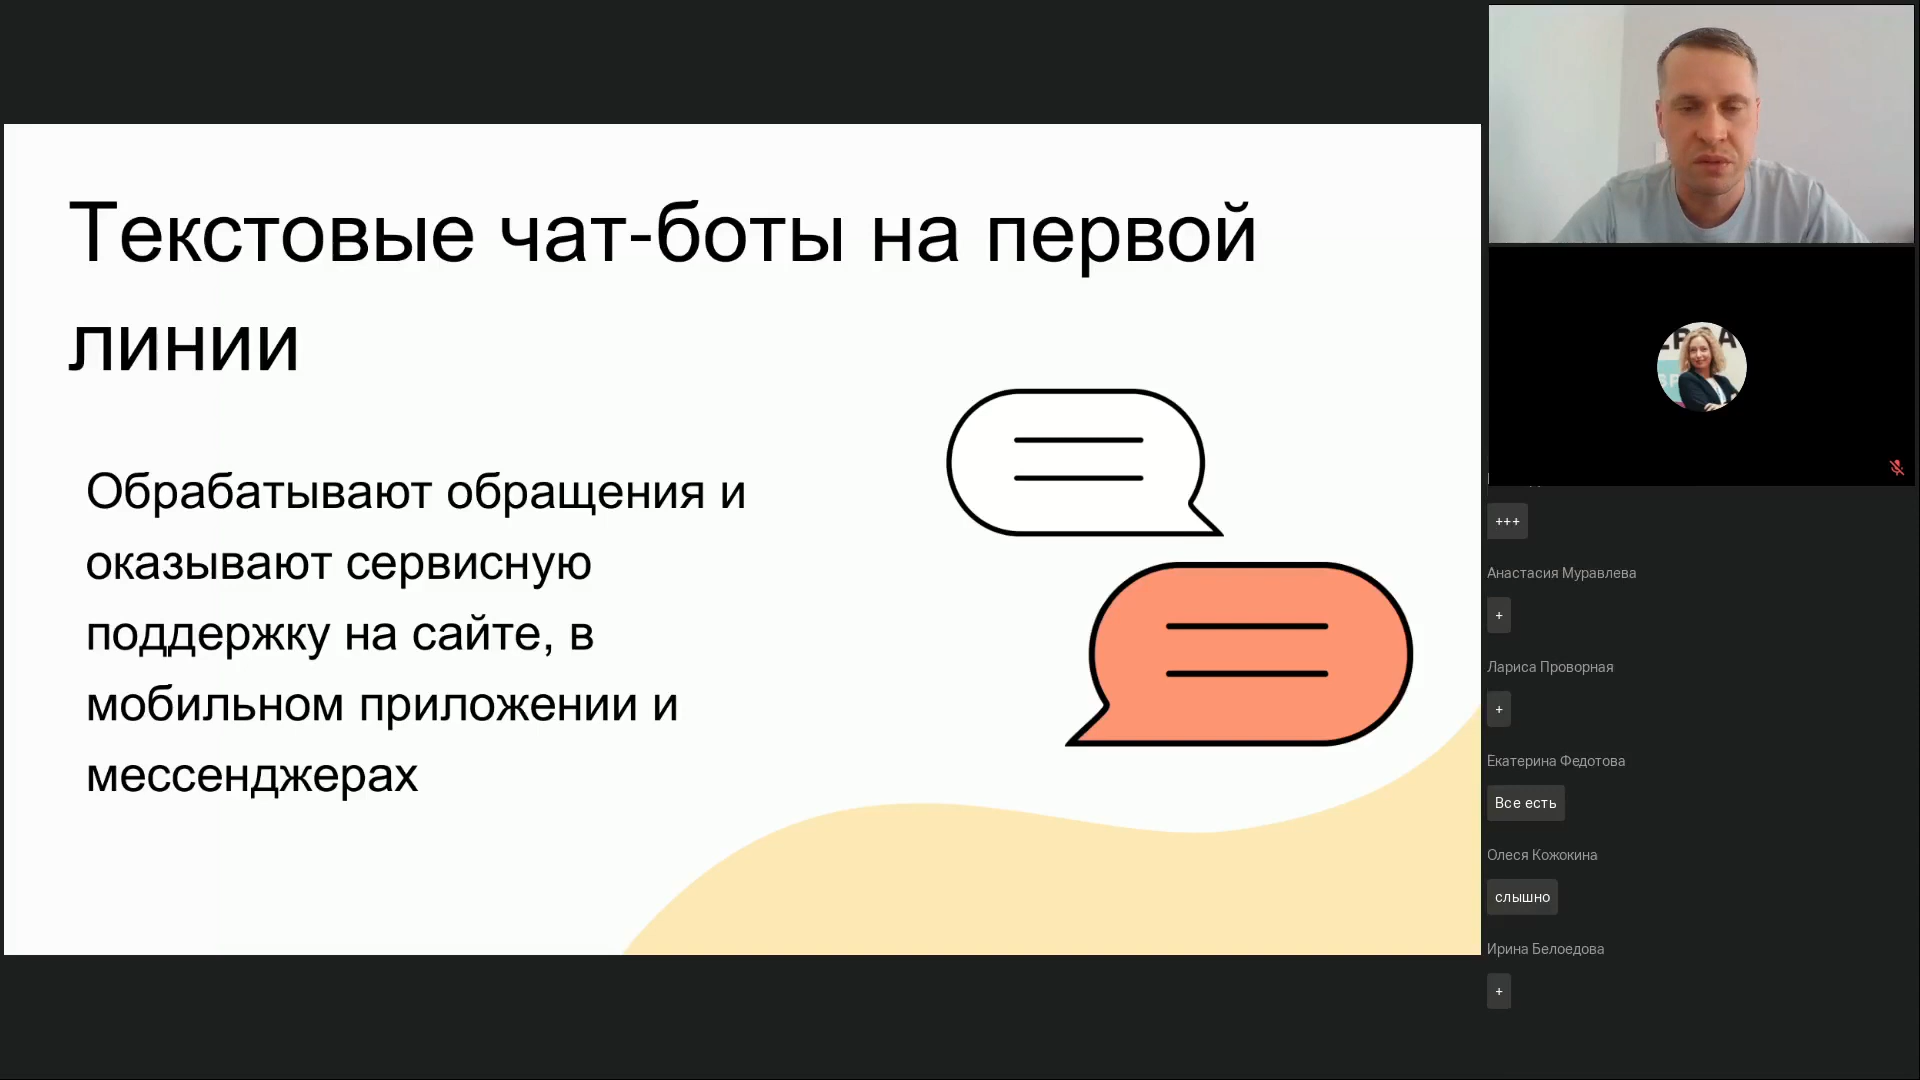 Текстовые чат-боты на первой
линии
Обрабатывают обращения и
оказывают сервисную
поддержку на сайте, в
мобильном приложении и
мессенджерах
+++
Анастасия Муравлева
+
Лариса Проворная
+
Екатерина Федотова
Все есть
Олеся Кожокина
слышно
Ирина Белоедова
+